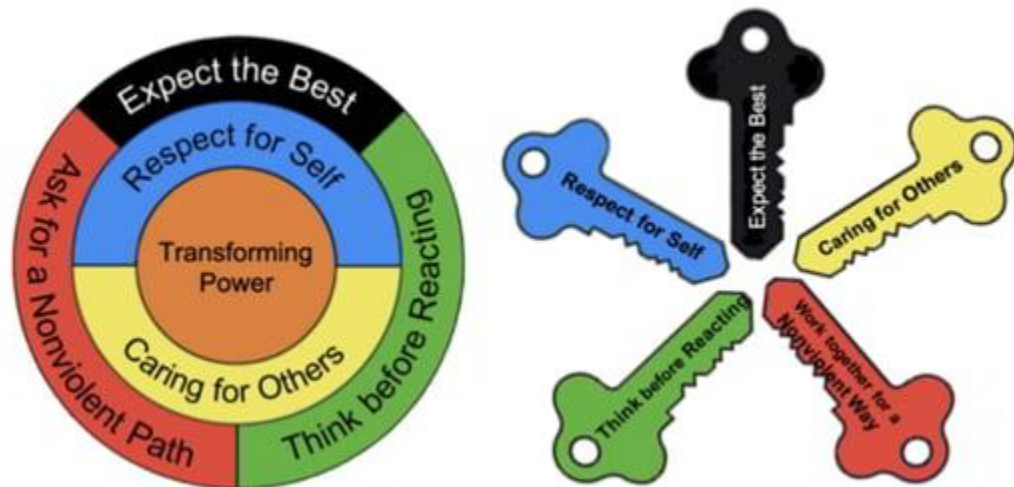 Expect the Best
Respect for Self
Transforming
Power
Caring for Others
Ask for a Nonviolent Path
Think before Reacting
Expect the Best
Respect for Self
Caring for Others
Think before Reacting
Work together for a
Nonviolent Way